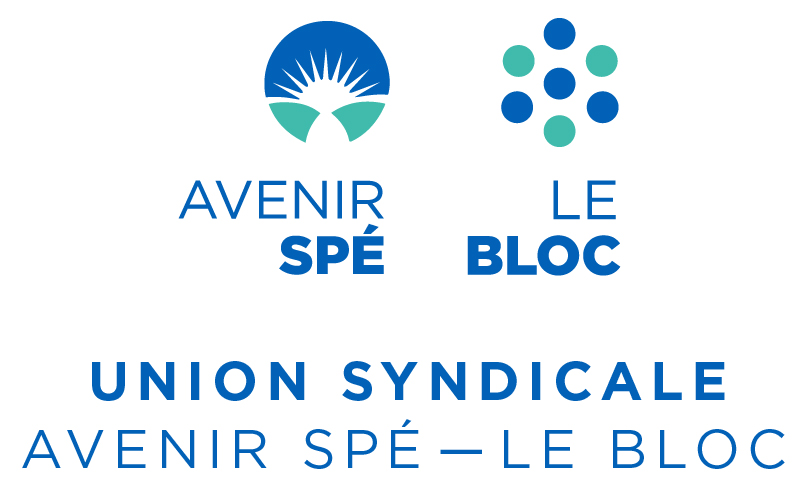 AVENIR
SPÉ
LE
BLOC
UNION SYNDICALE
AVENIR SPÉ — LE BLOC